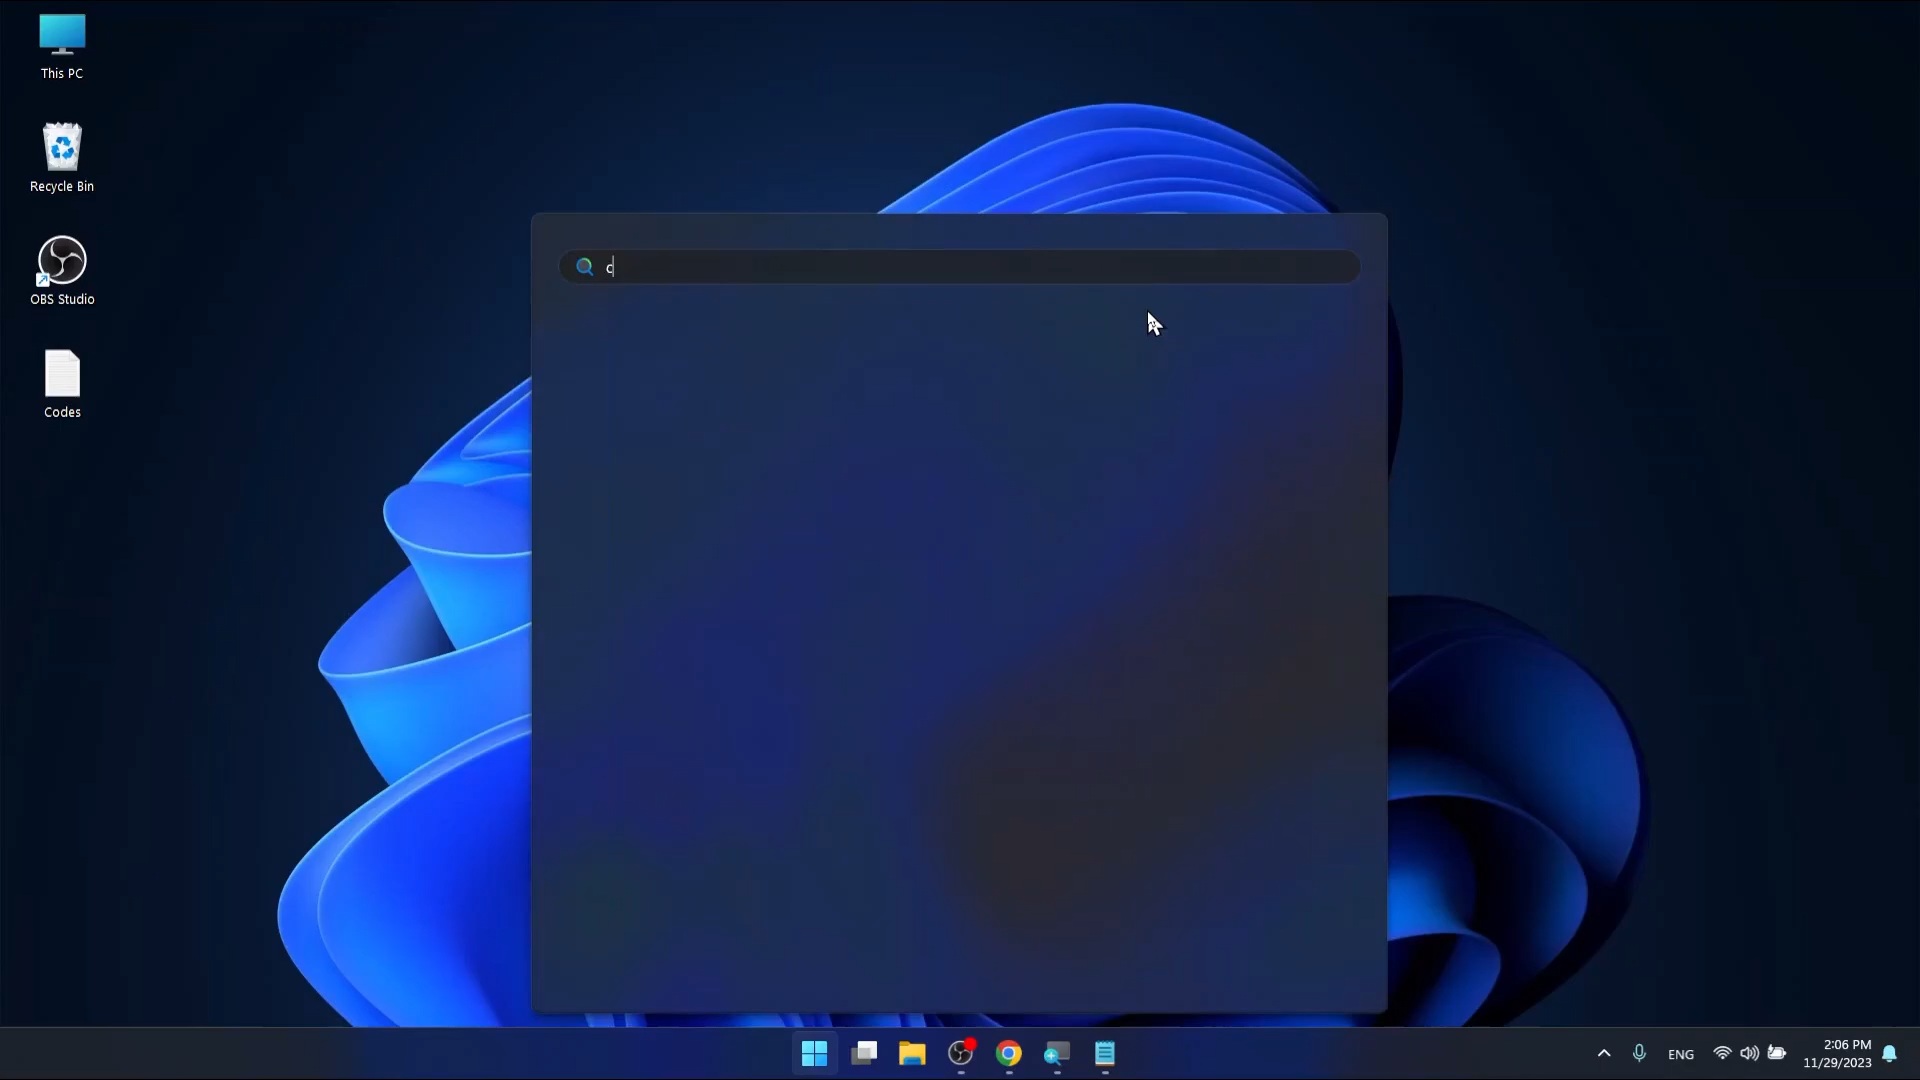 This PC
Recycle Bin
OBS Studio
Codes
c
ENG
2:06 PM
11/29/2023